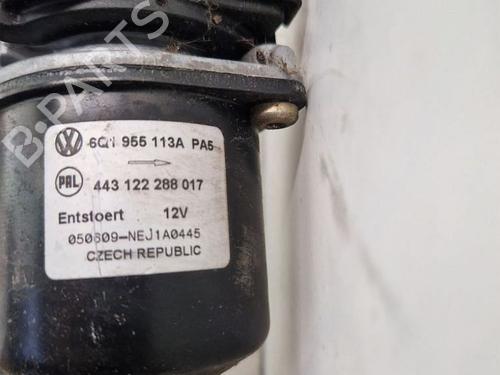 6Q1 955 113A PA5
PAL 443 122 288 017
Entstoert 12V
050609-NEJ1A0445
CZECH REPUBLIC
B-PARTS